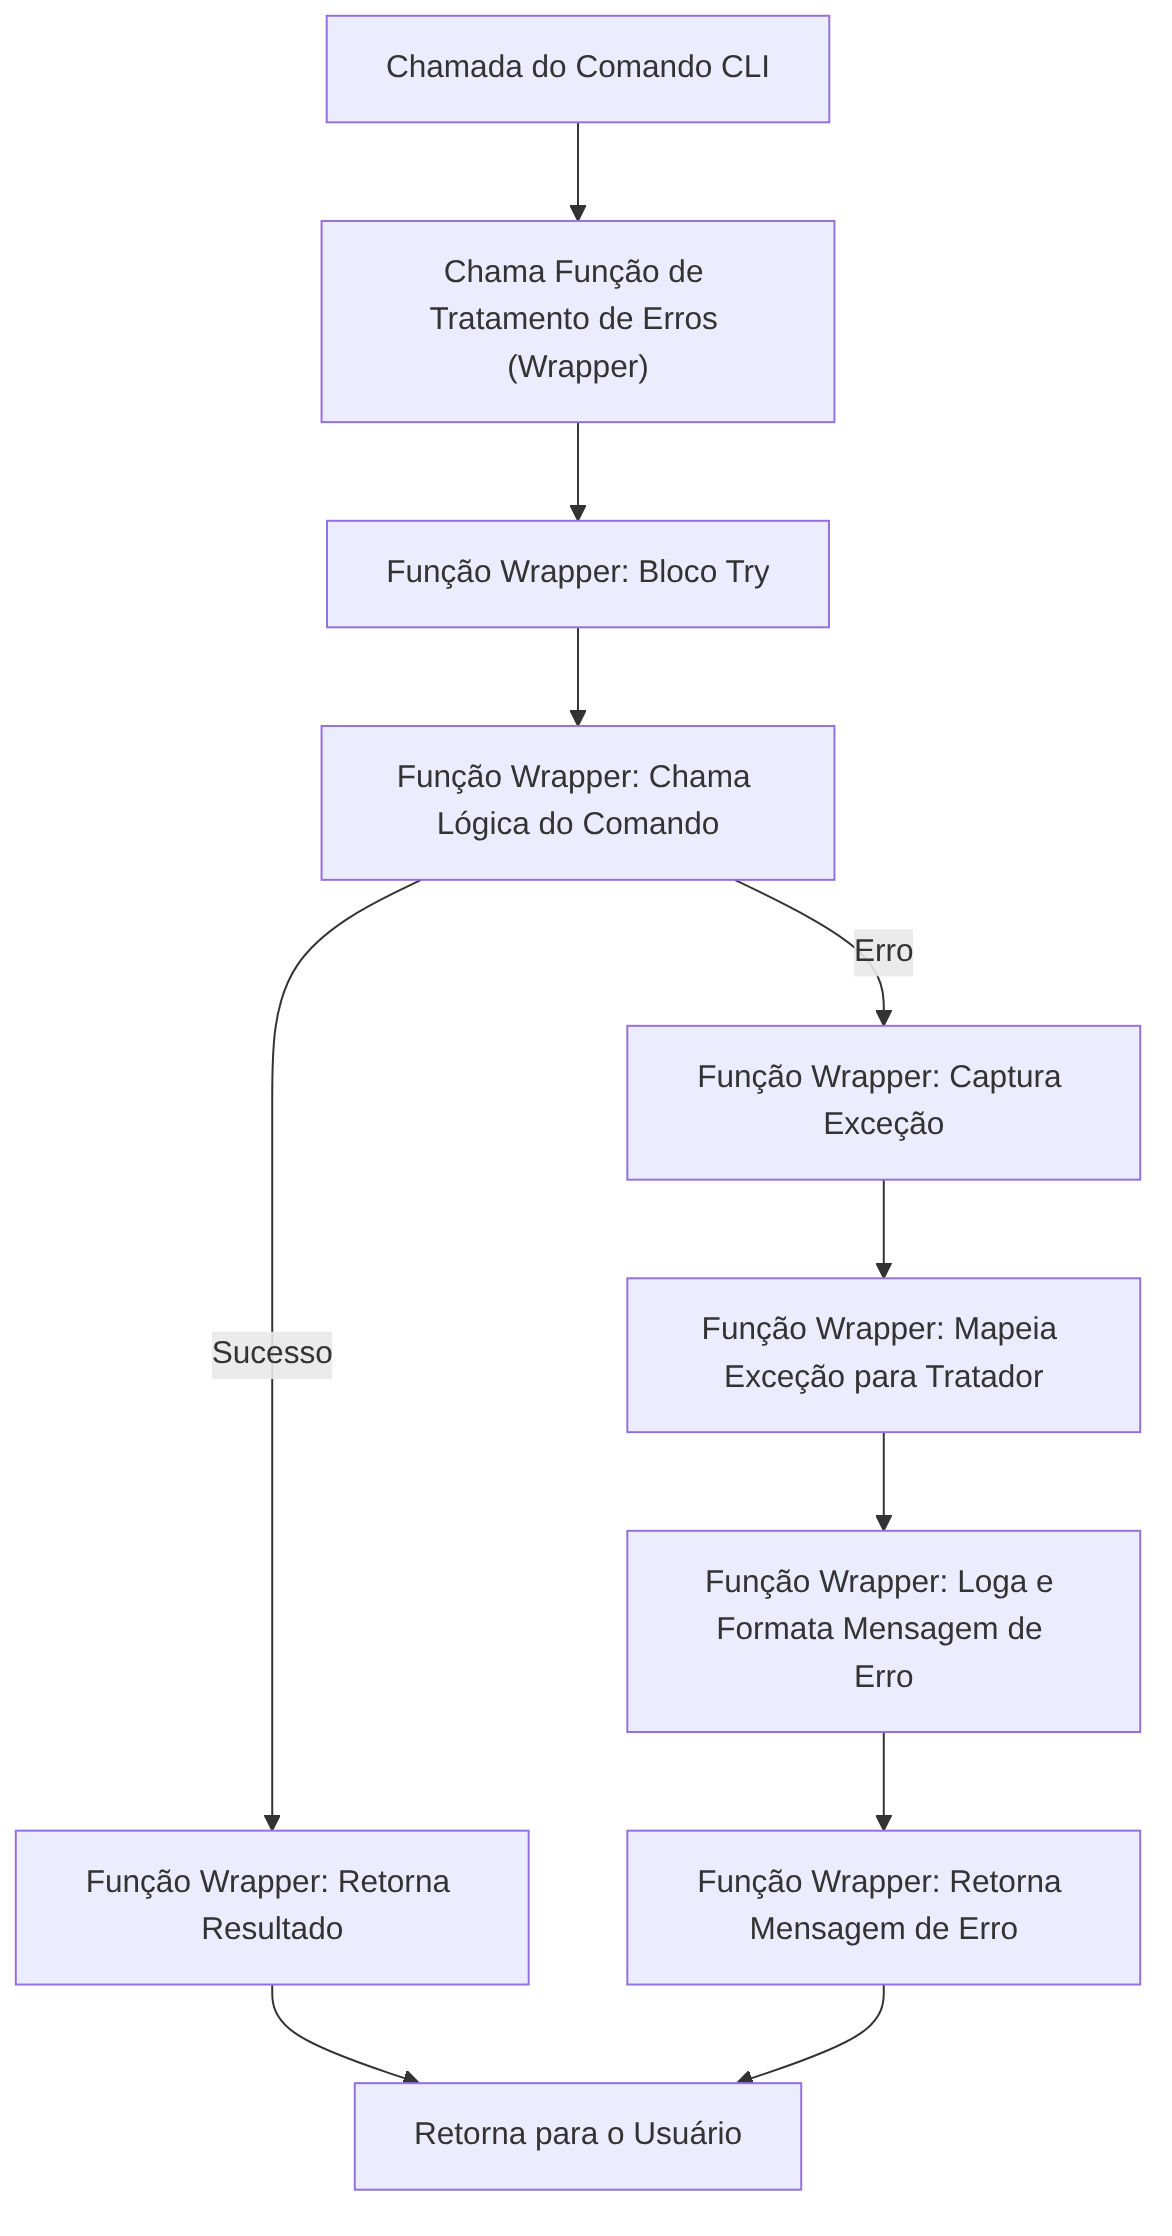 Chamada do Comando CLI
Chama Função de
Tratamento de Erros
(Wrapper)
Função Wrapper: Bloco Try
Função Wrapper: Chama
Lógica do Comando
Erro
Função Wrapper: Captura
Exceção
Função Wrapper: Mapeia
Exceção para Tratador
Sucesso
Função Wrapper: Loga e
Formata Mensagem de
Erro
Função Wrapper: Retorna
Resultado
Função Wrapper: Retorna
Mensagem de Erro
Retorna para o Usuário